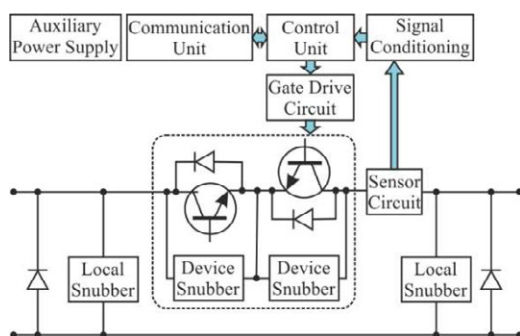 Auxiliary
Power Supply
Communication
Unit
Control
Unit
Signal
Conditioning
Gate Drive
Circuit
Sensor
Circuit
Local
Snubber
Device
Snubber
Device
Snubber
Local
Snubber